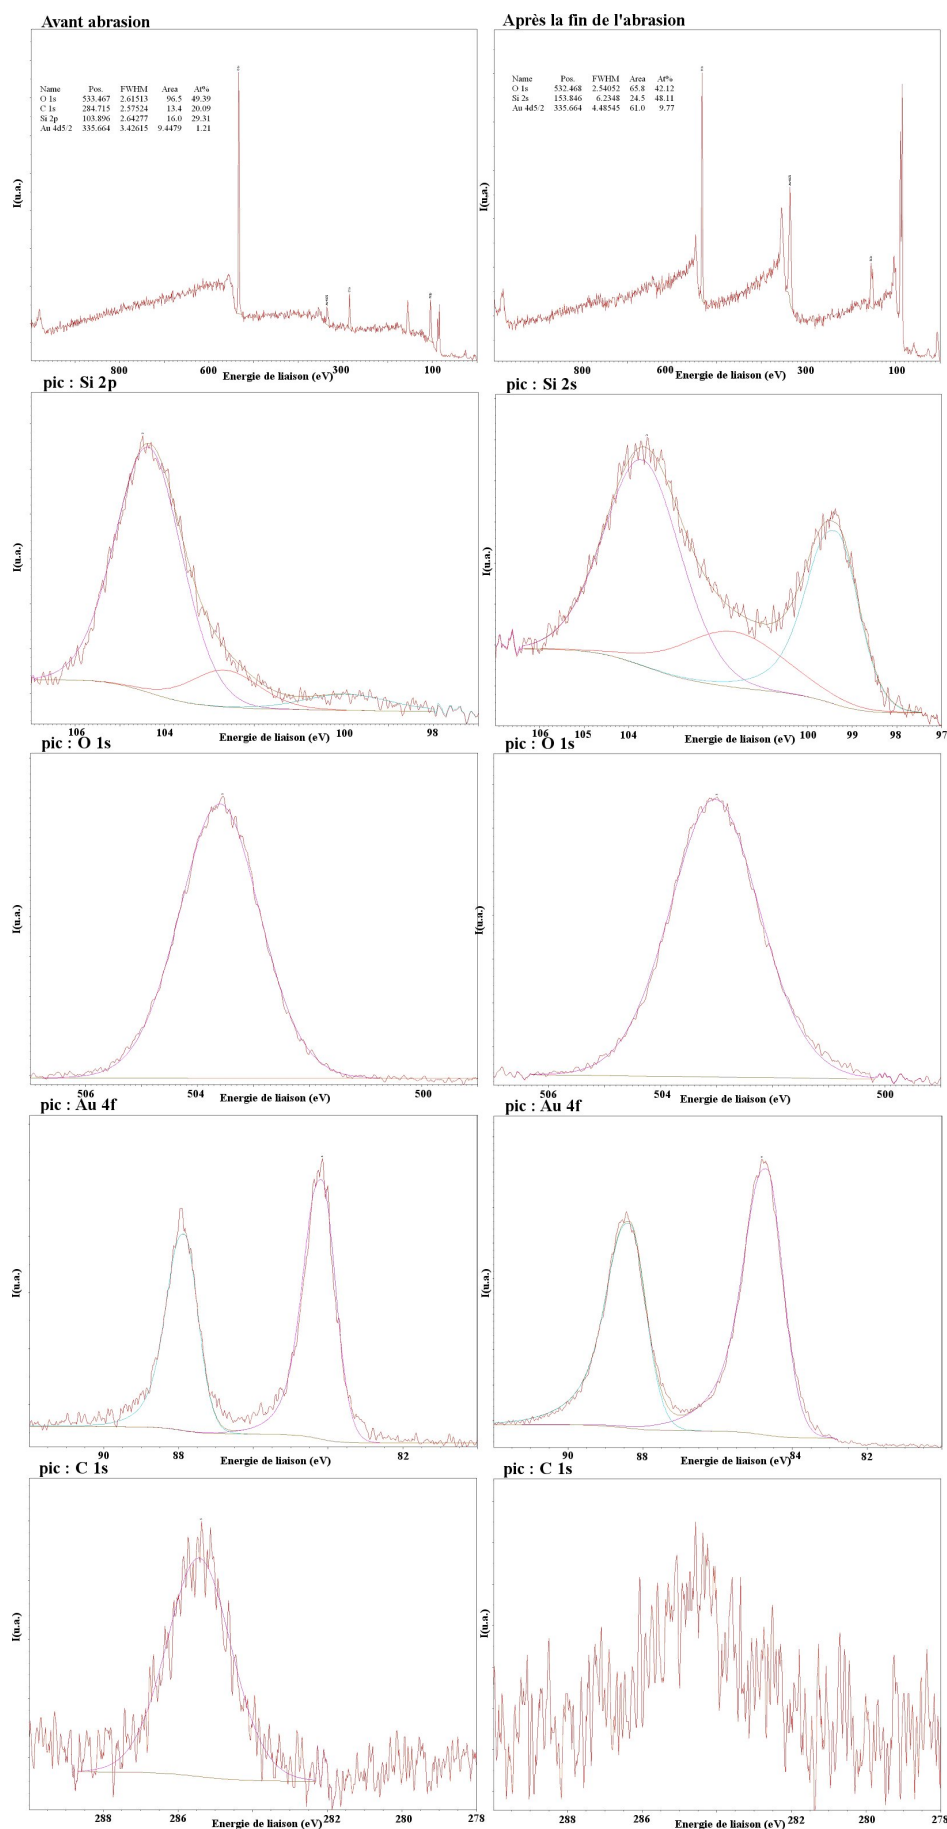 Avant abrasion
Name Pos. FWHM Area At%
O 1s 533.467 2.61513 96.5 49.39
C 1s 284.715 2.57524 13.4 20.09
Si 2p 103.896 2.64277 16.0 29.31
Au 4d5/2 335.664 3.42615 9.4479 1.21
I(u.a.)
800 600 300 100
Energie de liaison (eV)
Après la fin de l'abrasion
Name Pos. FWHM Area At%
O 1s 532.468 2.54052 65.8 42.12
Si 2s 153.846 6.2348 24.5 48.11
Au 4d5/2 335.664 4.48545 61.0 9.77
I(u.a.)
800 600 300 100
Energie de liaison (eV)
pic : Si 2p
I(u.a.)
106 104 100 98
Energie de liaison (eV)
pic : Si 2s
I(u.a.)
106 105 104 100 99 98 97
Energie de liaison (eV)
pic : O 1s
I(u.a.)
506 504 500
Energie de liaison (eV)
pic : O 1s
I(u.a.)
506 504 500
Energie de liaison (eV)
pic : Au 4f
I(u.a.)
90 88 82
Energie de liaison (eV)
pic : Au 4f
I(u.a.)
90 88 84 82
Energie de liaison (eV)
pic : C 1s
I(u.a.)
288 286 282 280 278
Energie de liaison (eV)
pic : C 1s
I(u.a.)
288 286 282 280 278
Energie de liaison (eV)